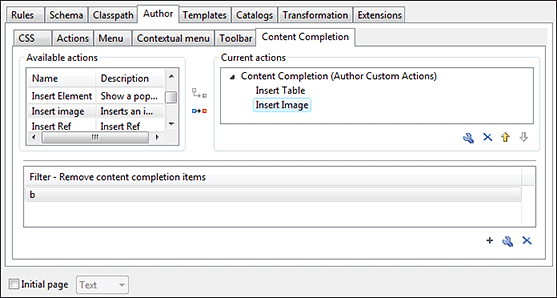 Rules Schema Classpath Author Templates Catalogs Transformation Extensions
CSS Actions Menu Contextual menu Toolbar Content Completion
Available actions
Name Description
Insert Element Show a pop...
Insert image Inserts an i...
Insert Ref Insert Ref
Current actions
Content Completion (Author Custom Actions)
Insert Table
Insert Image
Filter - Remove content completion items
b
Initial page Text